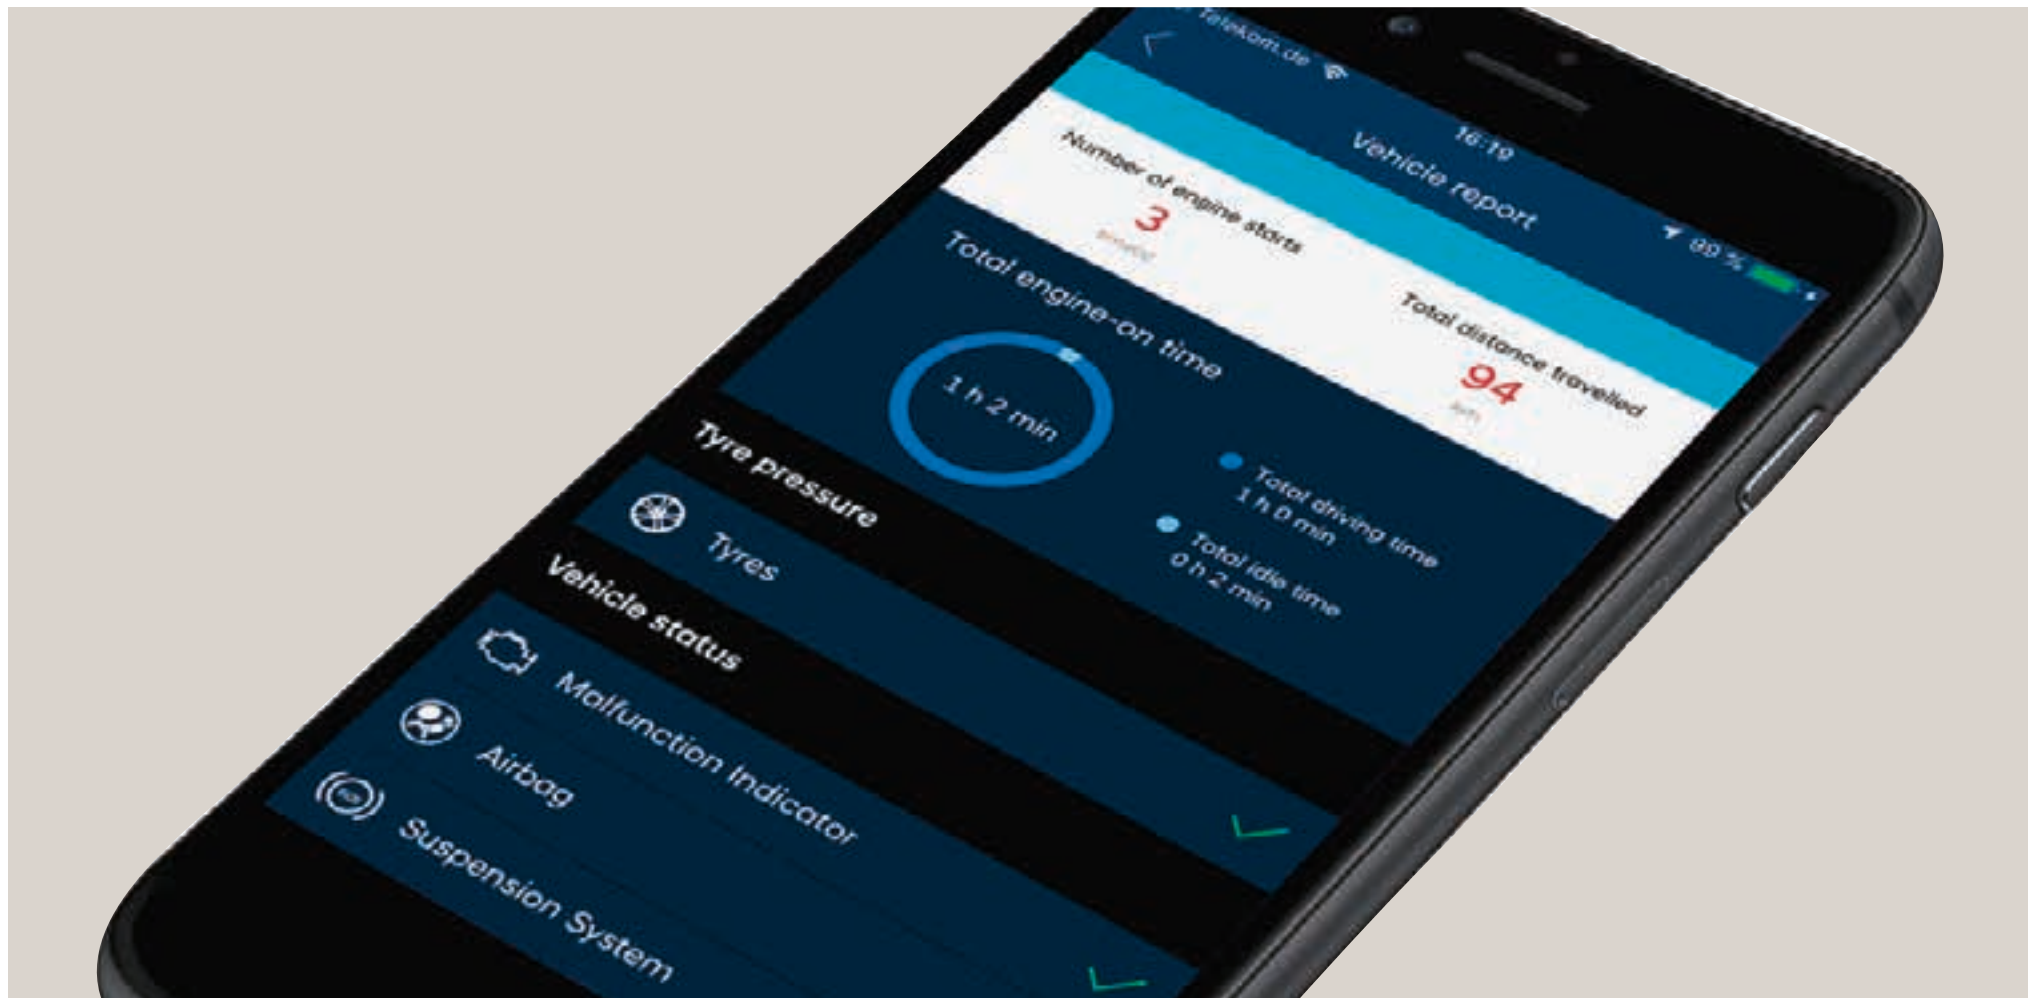 Telekom.de
16:19
99 %
Vehicle report
Number of engine starts
3
Total distance travelled
94
km
Total engine-on time
1 h 2 min
Total driving time
1 h 0 min
Total idle time
0 h 2 min
Tyre pressure
Tyres
Vehicle status
Malfunction Indicator
Airbag
Suspension System